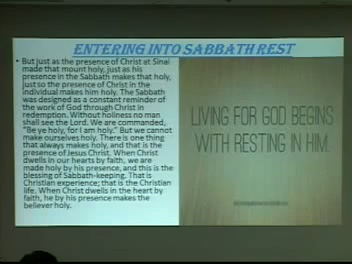 ENTERING INTO SABBATH REST
• But just as the presence of Christ at Sinai
made that mount holy, just as his
presence in the Sabbath makes that holy,
just so the presence of Christ in the
individual makes him holy. The Sabbath
was designed as a constant reminder of
the work of God through Christ in
redemption. Without holiness no man
shall see the Lord. We are commanded,
"Be ye holy, for I am holy." But we cannot
make ourselves holy. There is one thing
that always makes holy, and that is the
presence of Jesus Christ. When Christ
dwells in our hearts by faith, we are
made holy by his presence, and this is the
blessing of Sabbath-keeping. That is
Christian experience; that is the Christian
life. When Christ dwells in the heart by
faith, he by his presence makes the
believer holy.
LIVING FOR GOD BEGINS
WITH RESTING IN HIM.